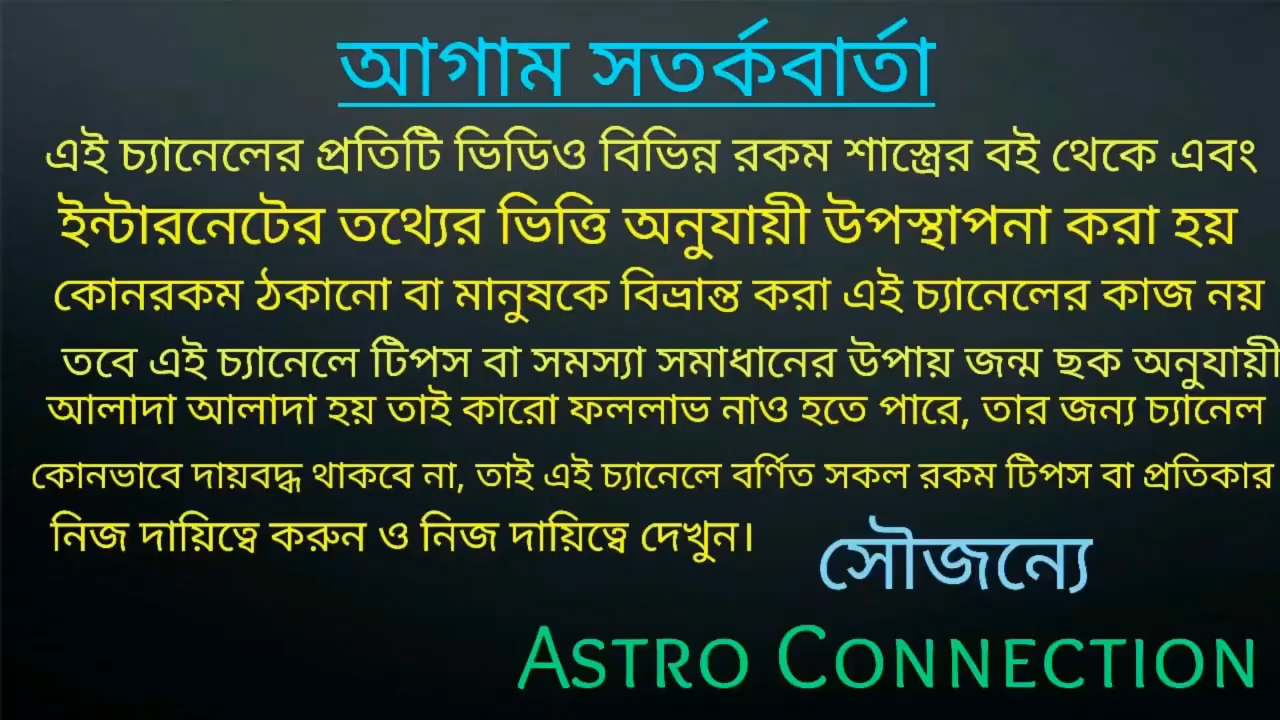 আগাম সতর্কবার্তা
এই চ্যানেলের প্রতিটি ভিডিও বিভিন্ন রকম শাস্ত্রের বই থেকে এবং
ইন্টারনেটের তথ্যের ভিত্তি অনুযায়ী উপস্থাপনা করা হয়
কোনরকম ঠকানো বা মানুষকে বিভ্রান্ত করা এই চ্যানেলের কাজ নয়
তবে এই চ্যানেলে টিপস বা সমস্যা সমাধানের উপায় জন্ম ছক অনুযায়ী
আলাদা আলাদা হয় তাই কারো ফললাভ নাও হতে পারে, তার জন্য চ্যানেল
কোনভাবে দায়বদ্ধ থাকবে না, তাই এই চ্যানেলে বর্ণিত সকল রকম টিপস বা প্রতিকার
নিজ দায়িত্বে করুন ও নিজ দায়িত্বে দেখুন।
সৌজন্যে
ASTRO CONNECTION